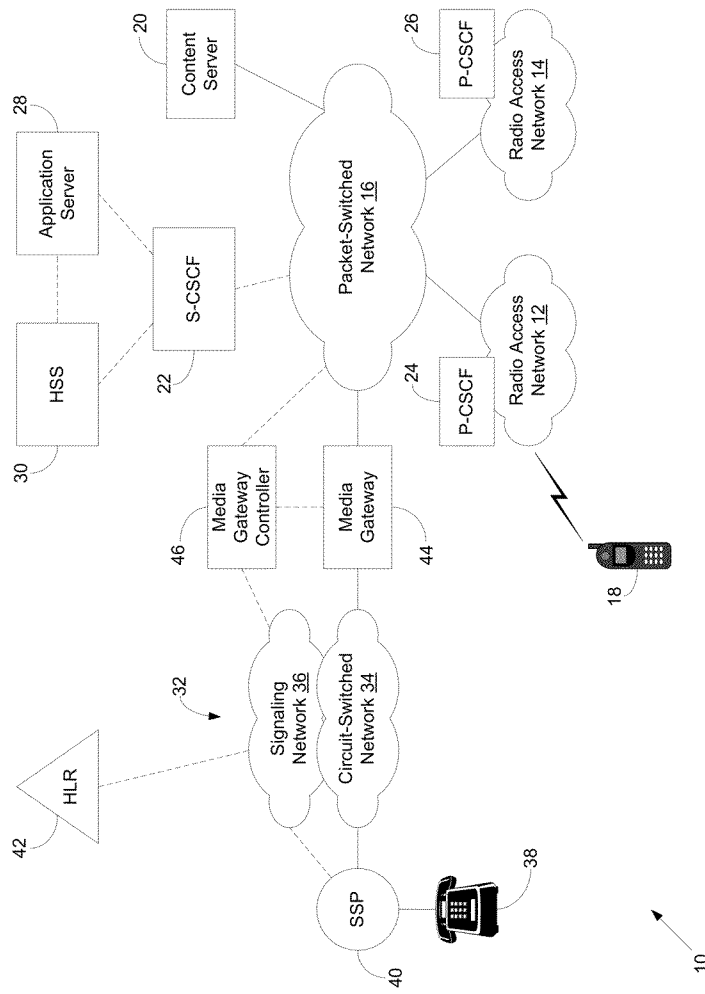 42
HLR
32
Signaling
Network 36
Circuit-Switched
Network 34
SSP
40
38
10
46
Media
Gateway
Controller
Media
Gateway
44
30
HSS
28
Application
Server
22
S-CSCF
20
Content
Server
Packet-Switched
Network 16
24
P-CSCF
Radio Access
Network 12
26
P-CSCF
Radio Access
Network 14
18